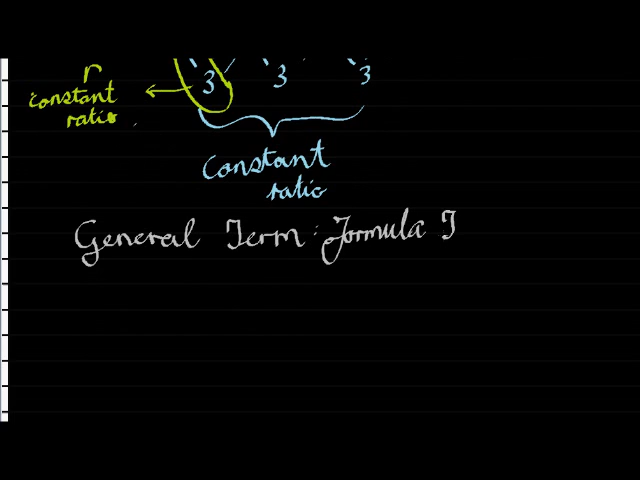 3 3 3
r
constant
ratio
Constant
ratio
General Term: Formula T